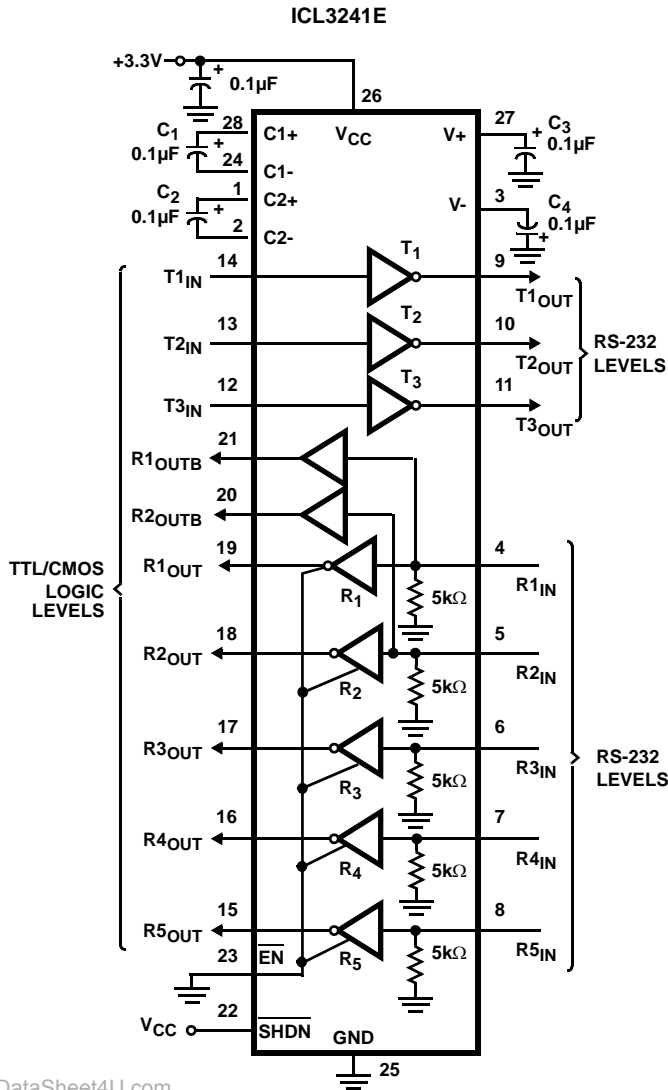 ICL3241E
+3.3V
+ 0.1µF
26
C1 0.1µF +
28 C1+
VCC
V+ 27
+ C3 0.1µF
24 C1-
C2 0.1µF +
1 C2+
2 C2-
V- 3
C4 0.1µF +
T1IN 14 T1 9 T1OUT
T2IN 13 T2 10 T2OUT
T3IN 12 T3 11 T3OUT
RS-232
LEVELS
R1OUTB 21
R2OUTB 20
R1OUT 19 R1 5kΩ 4 R1IN
TTL/CMOS
LOGIC
LEVELS
R2OUT 18 R2 5kΩ 5 R2IN
R3OUT 17 R3 5kΩ 6 R3IN
RS-232
LEVELS
R4OUT 16 R4 5kΩ 7 R4IN
R5OUT 15 R5 5kΩ 8 R5IN
23 EN
VCC 22 SHDN
GND
25
DataSheet4U.com